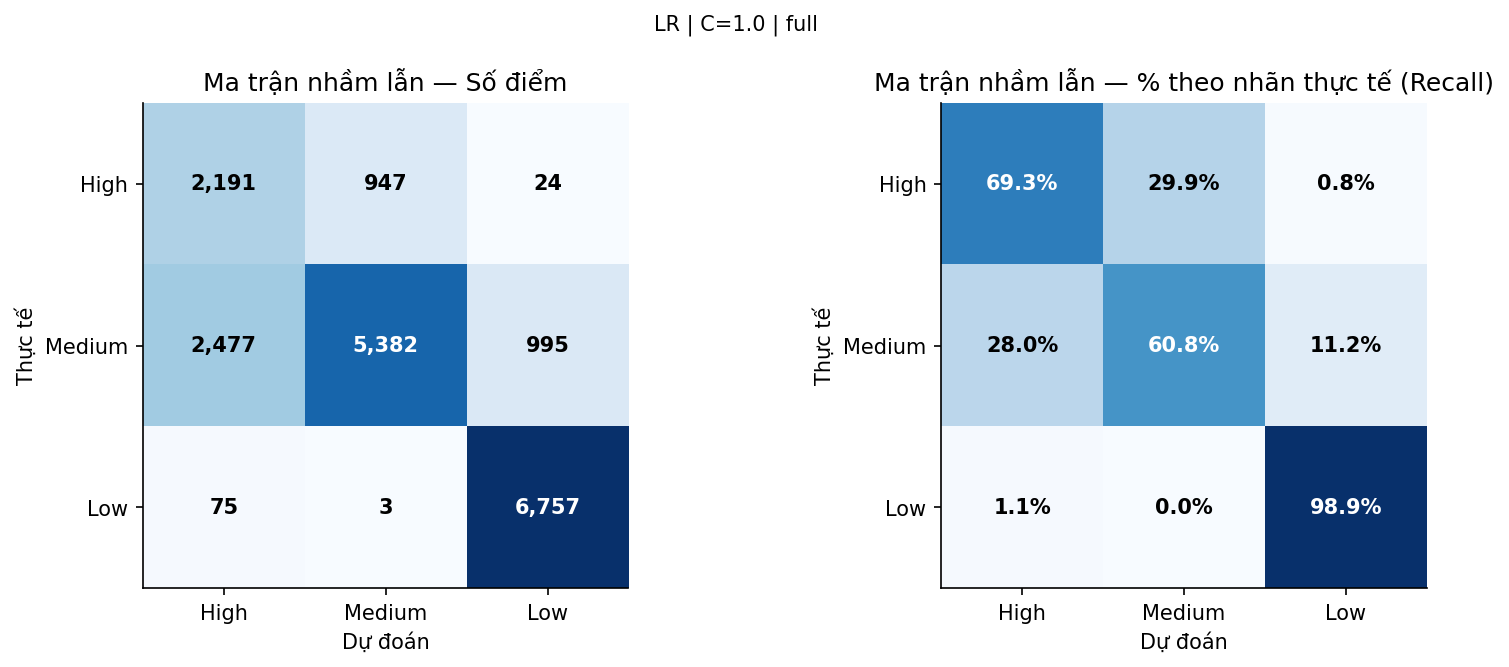 LR | C=1.0 | full
Ma trận nhầm lẫn — Số điểm
High
2,191 947 24
Medium
2,477 5,382 995
Low
75 3 6,757
High Medium Low
Dự đoán
Thực tế
Ma trận nhầm lẫn — % theo nhãn thực tế (Recall)
High
69.3% 29.9% 0.8%
Medium
28.0% 60.8% 11.2%
Low
1.1% 0.0% 98.9%
High Medium Low
Dự đoán
Thực tế